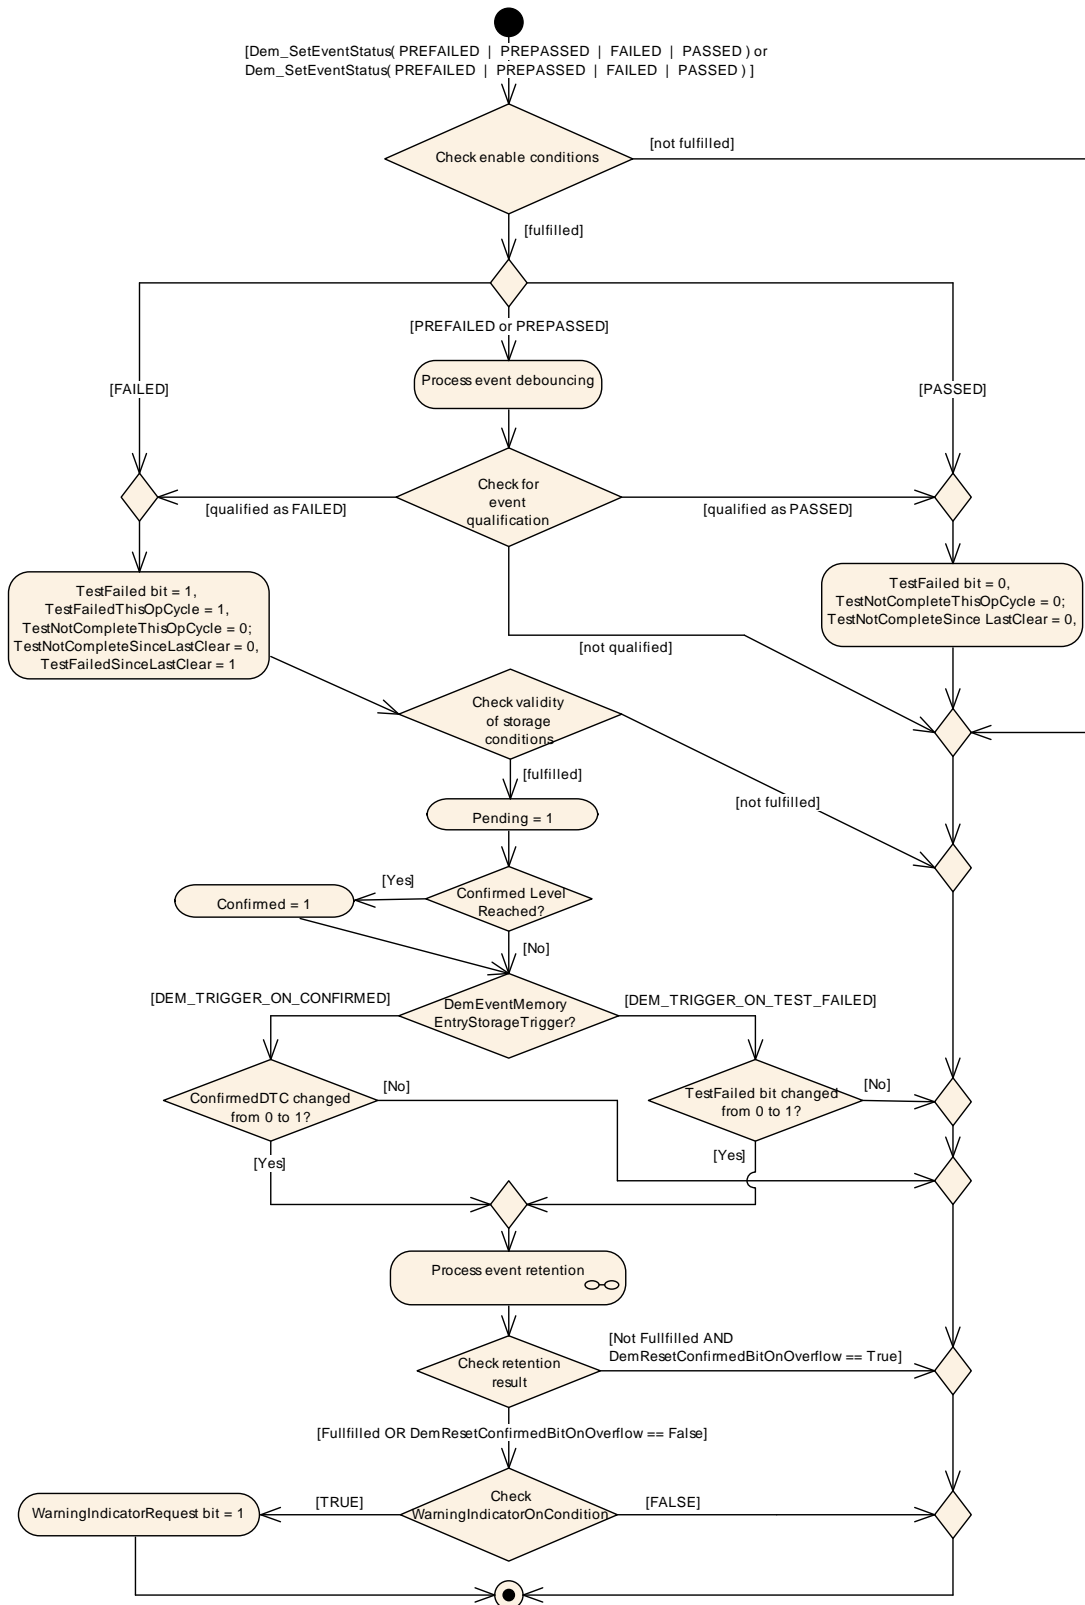 [Dem_SetEventStatus( PREFAILED | PREPASSED | FAILED | PASSED ) or
Dem_SetEventStatus( PREFAILED | PREPASSED | FAILED | PASSED ) ]
Check enable conditions
[not fulfilled]
[fulfilled]
[PREFAILED or PREPASSED]
[FAILED]
Process event debouncing
[PASSED]
Check for
event
qualification
[qualified as FAILED]
[qualified as PASSED]
TestFailed bit = 1,
TestFailedThisOpCycle = 1,
TestNotCompleteThisOpCycle = 0;
TestNotCompleteSinceLastClear = 0,
TestFailedSinceLastClear = 1
TestFailed bit = 0,
TestNotCompleteThisOpCycle = 0;
TestNotCompleteSince LastClear = 0,
[not qualified]
Check validity
of storage
conditions
[fulfilled]
[not fulfilled]
Pending = 1
[Yes]
Confirmed Level
Reached?
Confirmed = 1
[No]
[DEM_TRIGGER_ON_CONFIRMED]
DemEventMemory
EntryStorageTrigger?
[DEM_TRIGGER_ON_TEST_FAILED]
ConfirmedDTC changed
from 0 to 1?
[No]
TestFailed bit changed
from 0 to 1?
[No]
[Yes]
[Yes]
Process event retention
Check retention
result
[Not Fullfilled AND
DemResetConfirmedBitOnOverflow == True]
[Fullfilled OR DemResetConfirmedBitOnOverflow == False]
Check
WarningIndicatorOnCondition
[TRUE]
[FALSE]
WarningIndicatorRequest bit = 1